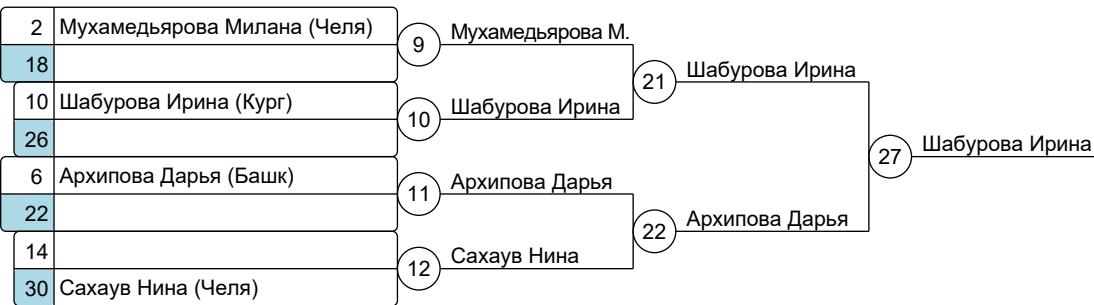 2 Мухамедьярова Милана (Челя)
18
10 Шабурова Ирина (Кург)
26
6 Архипова Дарья (Башк)
22
14
30 Сахаув Нина (Челя)
9 Мухамедьярова М.
10 Шабурова Ирина
11 Архипова Дарья
12 Сахаув Нина
21 Шабурова Ирина
22 Архипова Дарья
27 Шабурова Ирина